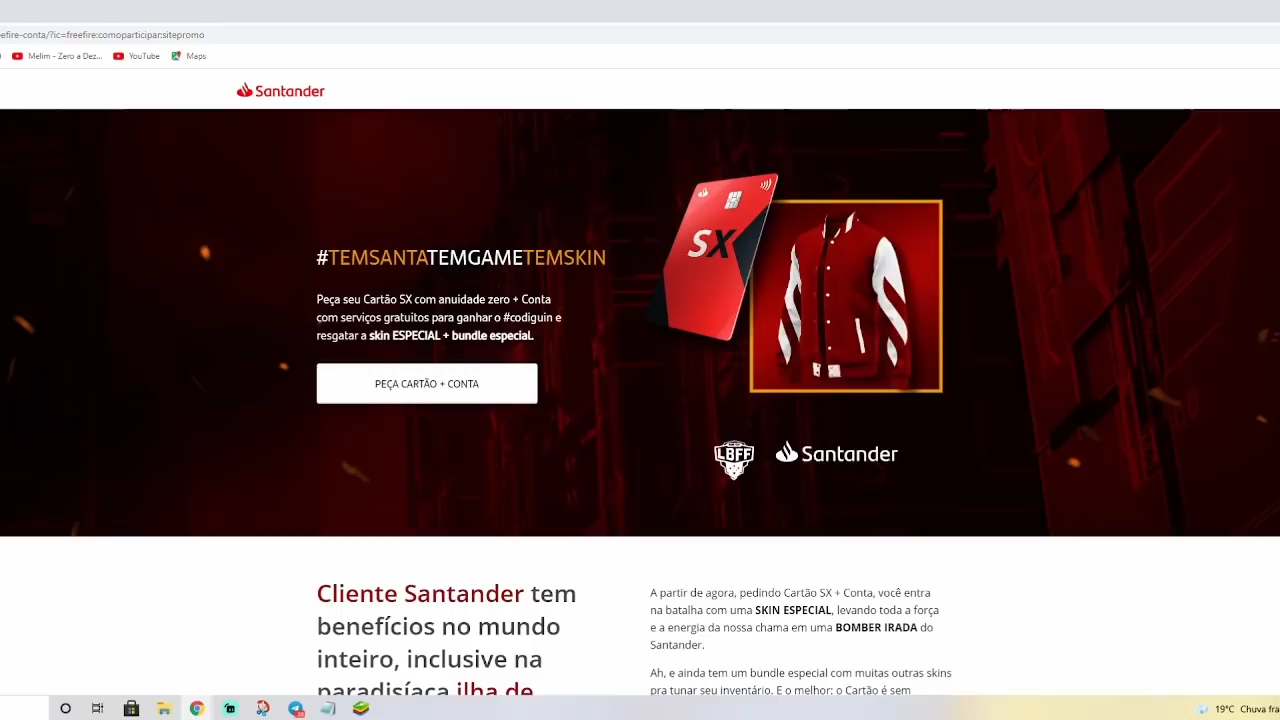 efire-conta/?ic=freefire:comoparticipar:sitepromo
Melim - Zero a Dez...
YouTube
Maps
Santander
SX
#TEMSANTATEMGAMETEMSKIN
Peça seu Cartão SX com anuidade zero + Conta
com serviços gratuitos para ganhar o #codiguin e
resgatar a skin ESPECIAL + bundle especial.
PEÇA CARTÃO + CONTA
LBFF
Santander
Cliente Santander tem
benefícios no mundo
inteiro, inclusive na
paradisíaca ilha de
A partir de agora, pedindo Cartão SX + Conta, você entra
na batalha com uma SKIN ESPECIAL, levando toda a força
e a energia da nossa chama em uma BOMBER IRADA do
Santander.
Ah, e ainda tem um bundle especial com muitas outras skins
pra tunar seu inventário. E o melhor: o Cartão é sem
19°C Chuva fra